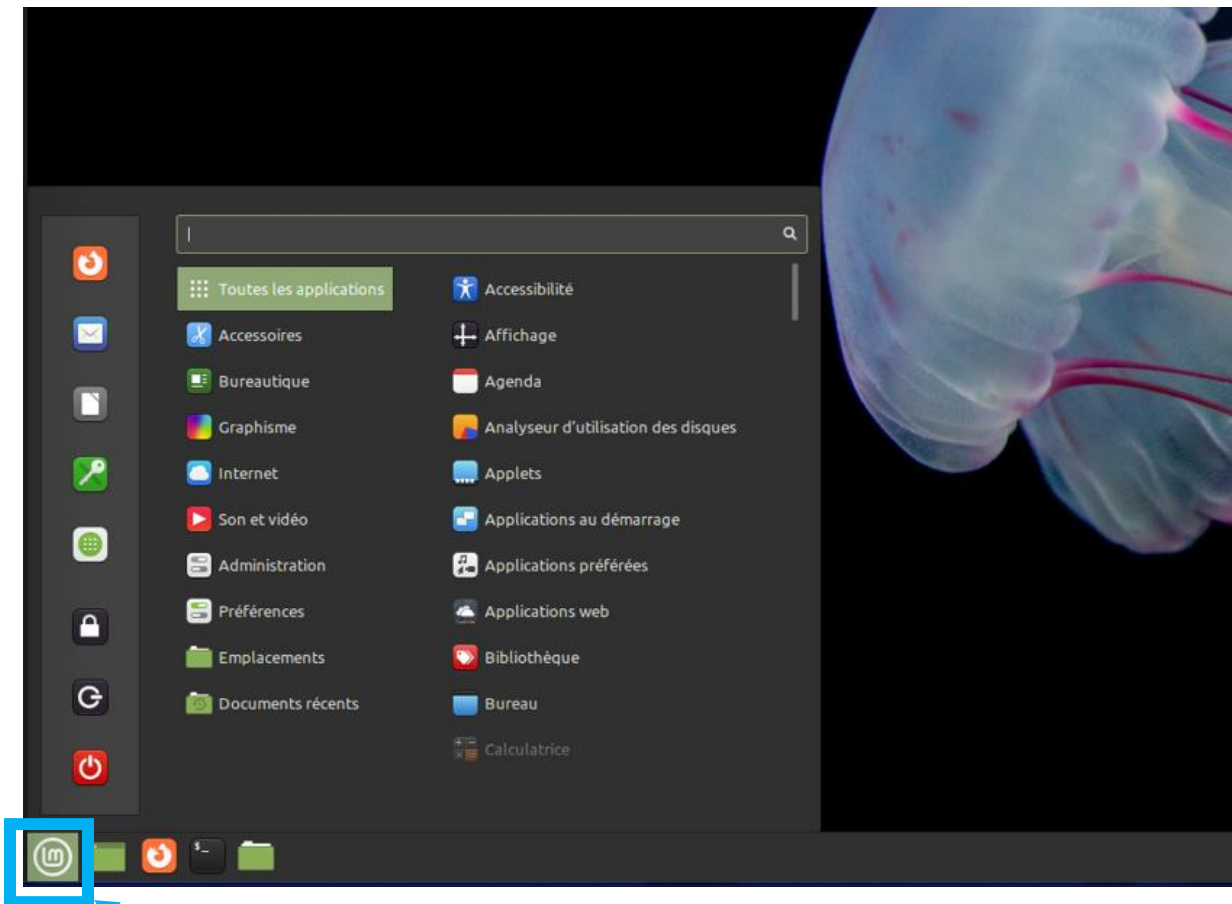 Toutes les applications
Accessoires
Bureautique
Graphisme
Internet
Son et vidéo
Administration
Préférences
Emplacements
Documents récents
Accessibilité
Affichage
Agenda
Analyseur d'utilisation des disques
Applets
Applications au démarrage
Applications préférées
Applications web
Bibliothèque
Bureau
Calculatrice
lm
$_